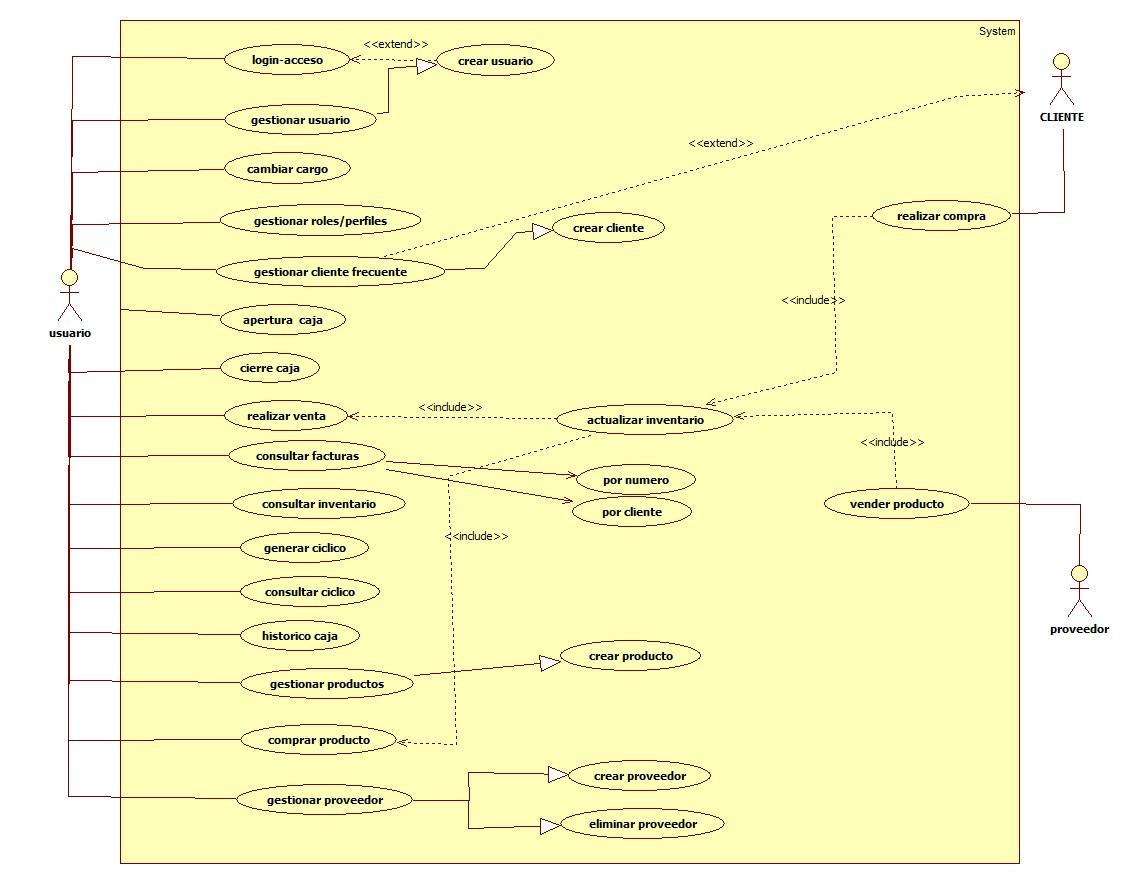 System
<<extend>>
login-acceso
crear usuario
CLIENTE
gestionar usuario
<<extend>>
cambiar cargo
gestionar roles/perfiles
crear cliente
realizar compra
gestionar cliente frecuente
<<include>>
apertura caja
usuario
cierre caja
<<include>>
realizar venta
actualizar inventario
<<include>>
consultar facturas
por numero
consultar inventario
por cliente
vender producto
<<include>>
generar ciclico
consultar ciclico
proveedor
historico caja
crear producto
gestionar productos
comprar producto
crear proveedor
gestionar proveedor
eliminar proveedor